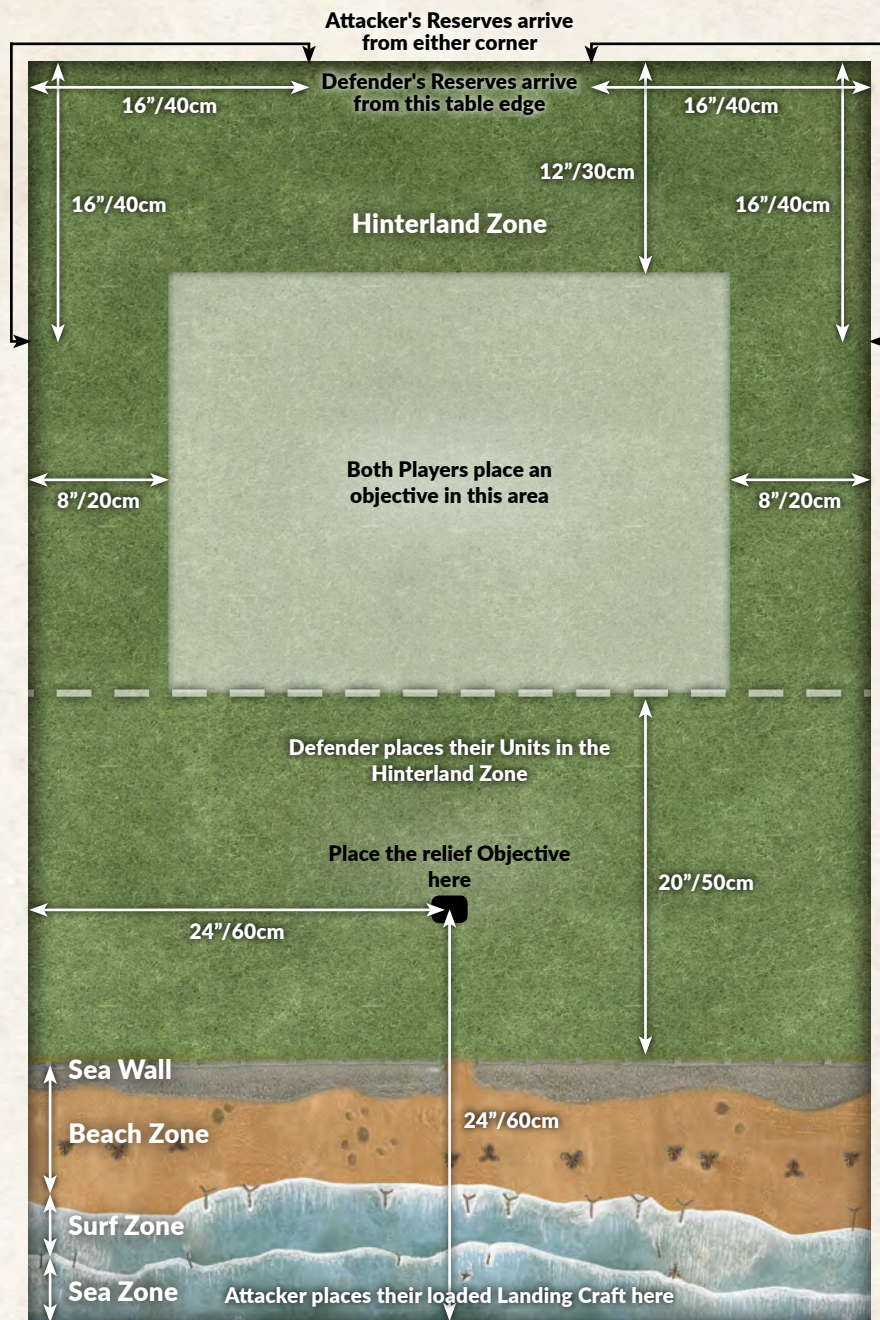 Attacker's Reserves arrive
from either corner
Defender's Reserves arrive
from this table edge
16”/40cm
16”/40cm
12”/30cm
16”/40cm
16”/40cm
Hinterland Zone
Both Players place an
objective in this area
8”/20cm
8”/20cm
Defender places their Units in the
Hinterland Zone
Place the relief Objective
here
20”/50cm
24”/60cm
Sea Wall
24”/60cm
Beach Zone
Surf Zone
Sea Zone
Attacker places their loaded Landing Craft here